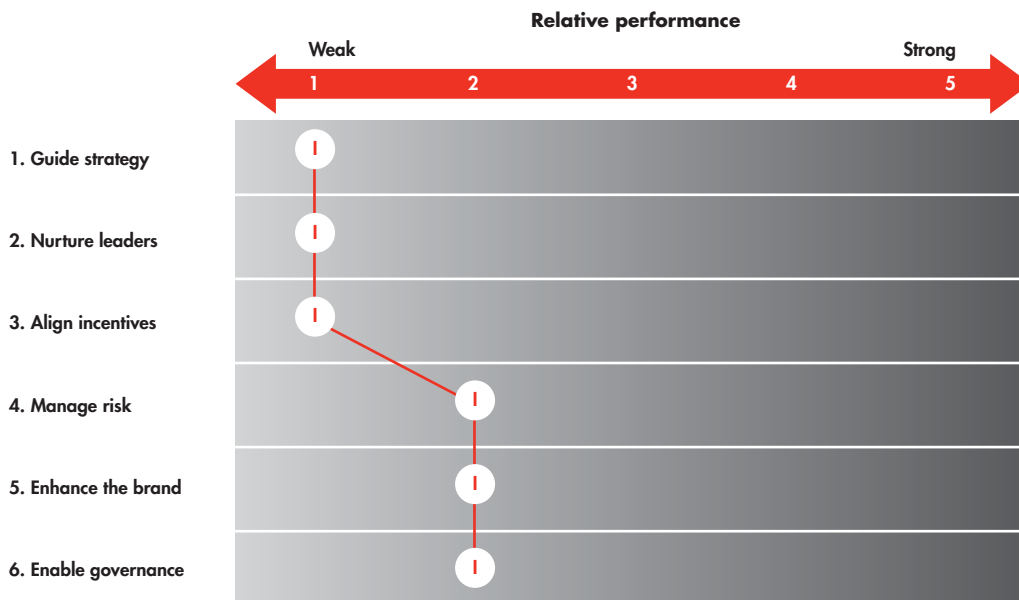 Relative performance
Weak Strong
1 2 3 4 5
1. Guide strategy
I
2. Nurture leaders
I
3. Align incentives
I
4. Manage risk
I
5. Enhance the brand
I
6. Enable governance
I